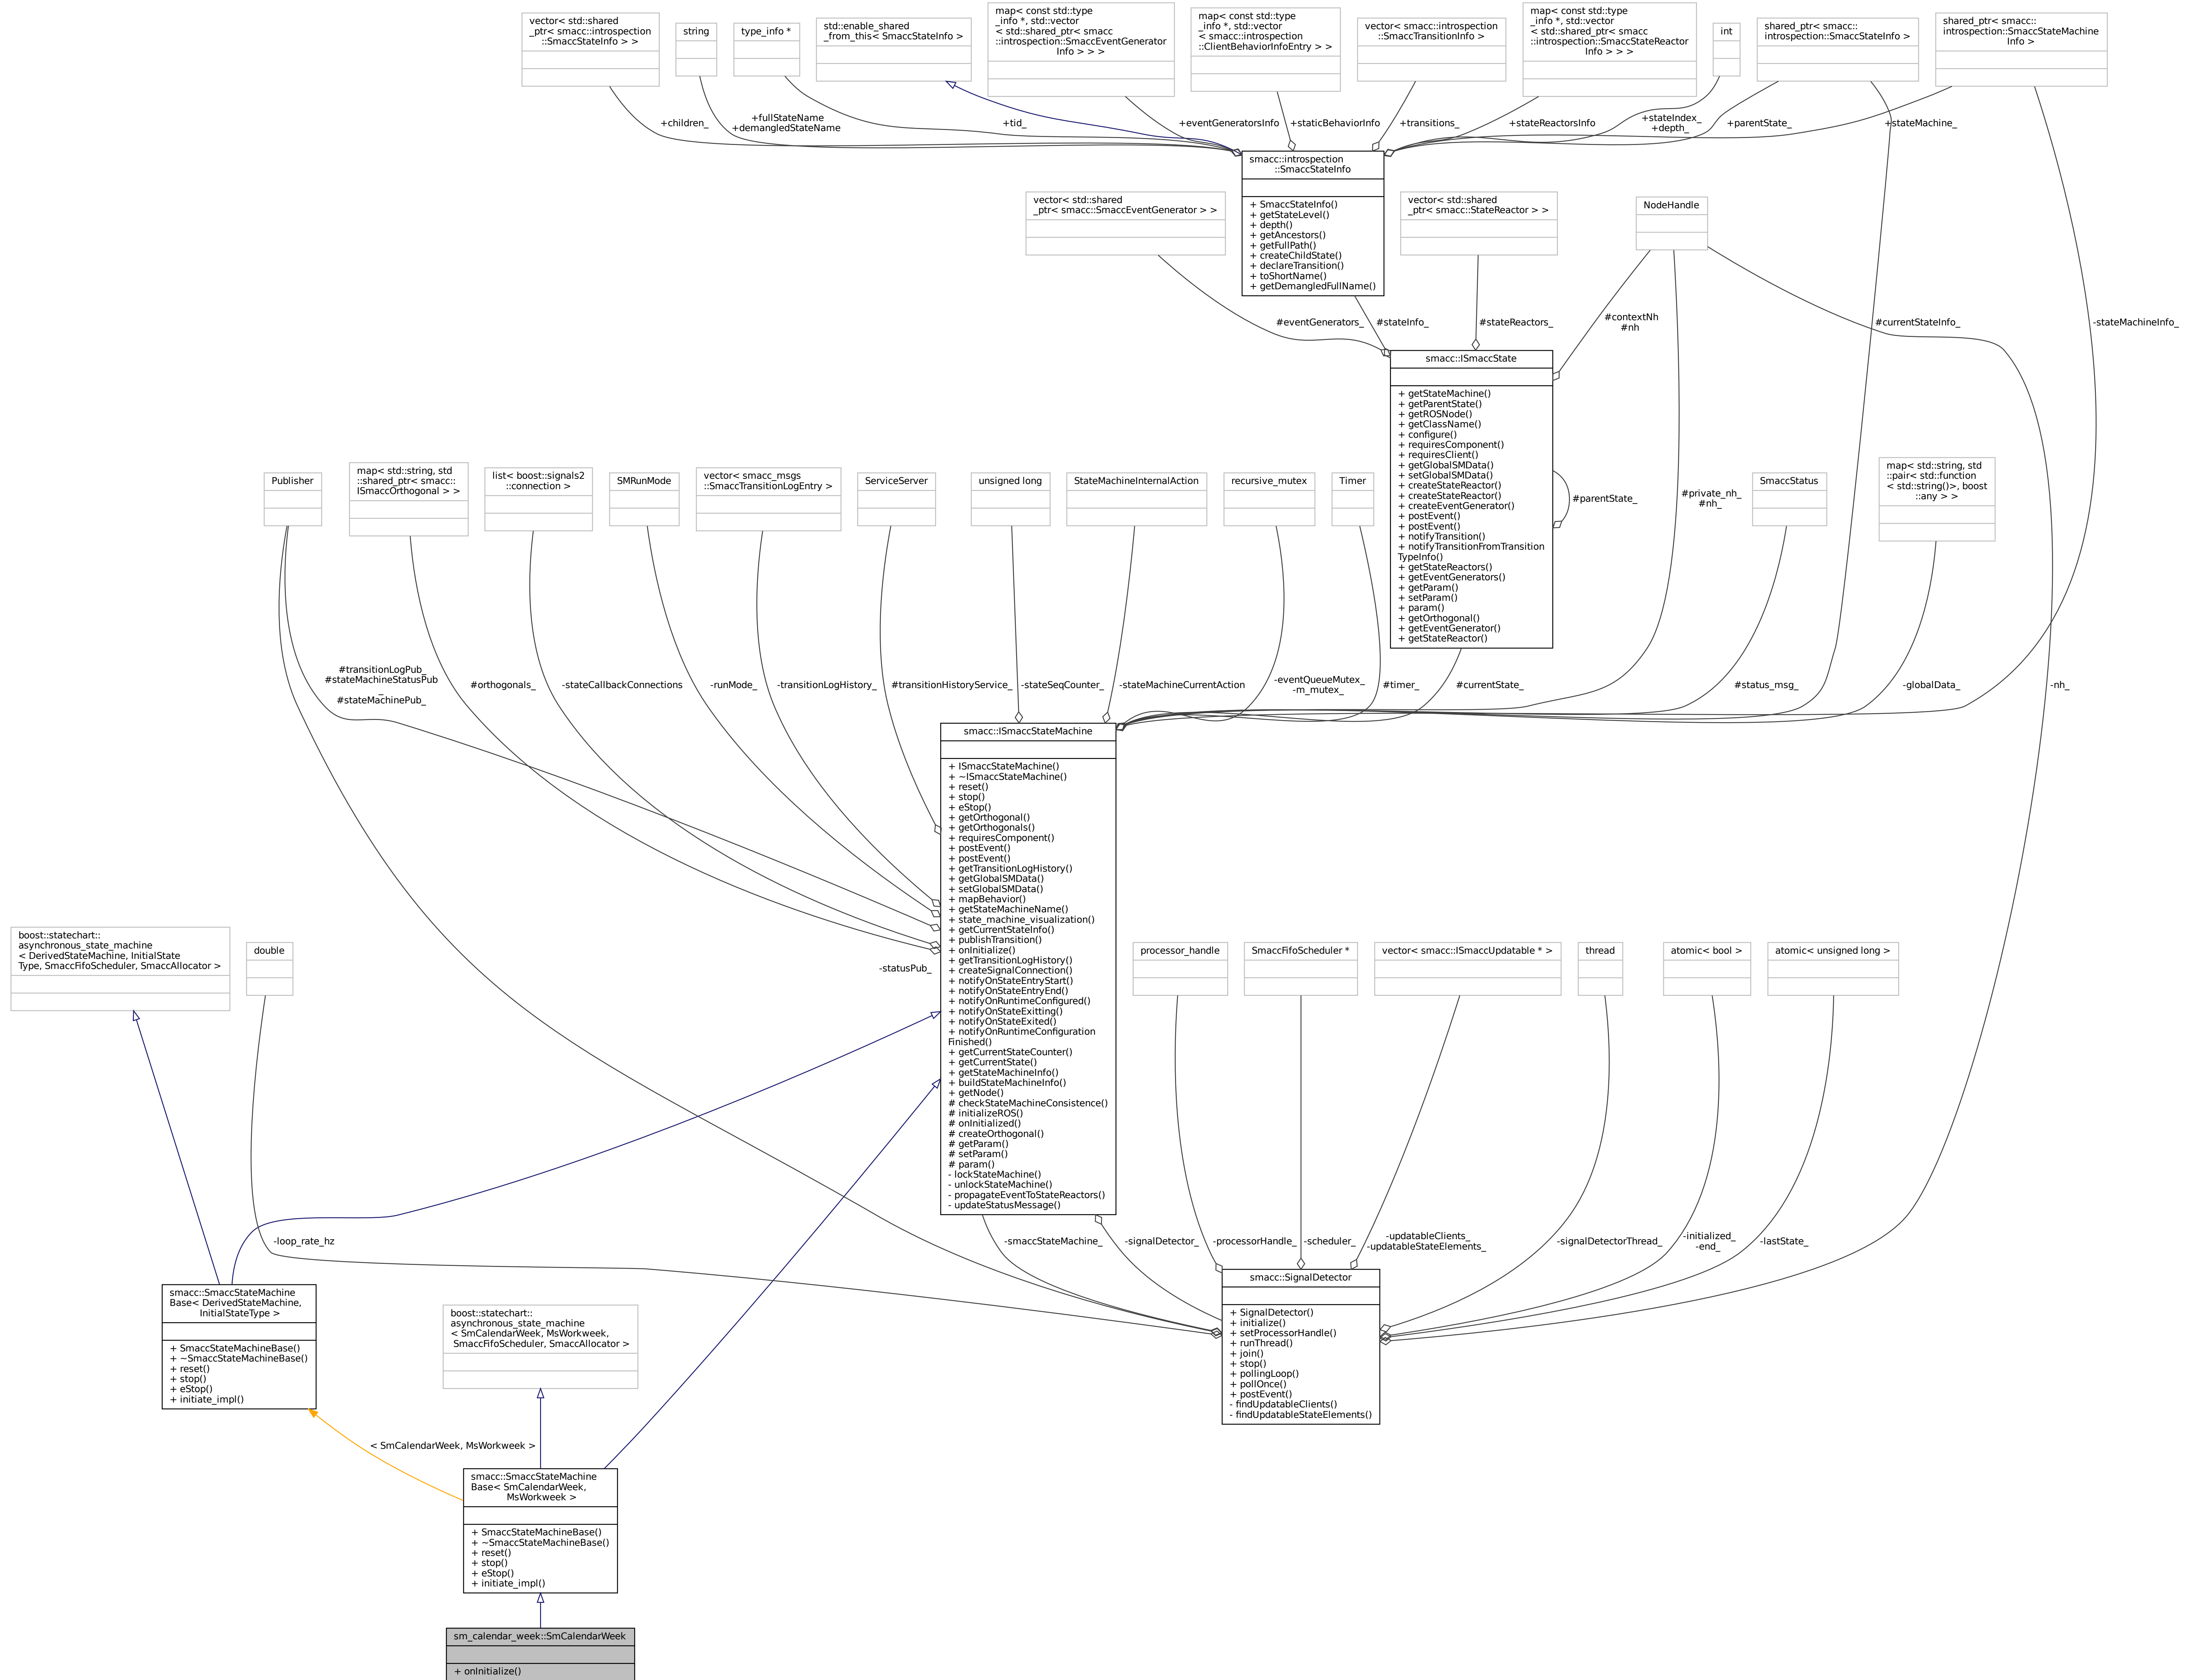 vector< std::shared
_ptr< smacc::introspection
::SmaccStateInfo > >
string
type_info *
std::enable_shared
_from_this< SmaccStateInfo >
map< const std::type
_info *, std::vector
< std::shared_ptr< smacc
::introspection::SmaccEventGenerator
Info > > >
map< const std::type
_info *, std::vector
< smacc::introspection
::ClientBehaviorInfoEntry > >
vector< smacc::introspection
::SmaccTransitionInfo >
map< const std::type
_info *, std::vector
< std::shared_ptr< smacc
::introspection::SmaccStateReactor
Info > > >
int
shared_ptr< smacc::
introspection::SmaccStateInfo >
shared_ptr< smacc::
introspection::SmaccStateMachine
Info >
+children_
+fullStateName
+demangledStateName
+tid_
+eventGeneratorsInfo
+staticBehaviorInfo
+transitions_
+stateReactorsInfo
+stateIndex_
+depth_
+parentState_
+stateMachine_
smacc::introspection
::SmaccStateInfo
+ SmaccStateInfo()
+ getStateLevel()
+ depth()
+ getAncestors()
+ getFullPath()
+ createChildState()
+ declareTransition()
+ toShortName()
+ getDemangledFullName()
vector< std::shared
_ptr< smacc::SmaccEventGenerator > >
vector< std::shared
_ptr< smacc::StateReactor > >
NodeHandle
#eventGenerators_
#stateInfo_
#stateReactors_
#contextNh
#nh
#currentStateInfo_
-stateMachineInfo_
smacc::ISmaccState
+ getStateMachine()
+ getParentState()
+ getROSNode()
+ getClassName()
+ configure()
+ requiresComponent()
+ requiresClient()
+ getGlobalSMData()
+ setGlobalSMData()
+ createStateReactor()
+ createStateReactor()
+ createEventGenerator()
+ postEvent()
+ postEvent()
+ notifyTransition()
+ notifyTransitionFromTransition
TypeInfo()
+ getStateReactors()
+ getEventGenerators()
+ getParam()
+ setParam()
+ param()
+ getOrthogonal()
+ getEventGenerator()
+ getStateReactor()
#parentState_
#private_nh_
#nh_
Publisher
map< std::string, std
::shared_ptr< smacc::
ISmaccOrthogonal > >
list< boost::signals2
::connection >
SMRunMode
vector< smacc_msgs
::SmaccTransitionLogEntry >
ServiceServer
unsigned long
StateMachineInternalAction
recursive_mutex
Timer
SmaccStatus
map< std::string, std
::pair< std::function
< std::string()>, boost
::any > >
#transitionLogPub_
#stateMachineStatusPub
_
#stateMachinePub_
#orthogonals_
-stateCallbackConnections
-runMode_
-transitionLogHistory_
#transitionHistoryService_
-stateSeqCounter_
-stateMachineCurrentAction
-eventQueueMutex_
-m_mutex_
#timer_
#currentState_
#status_msg_
-globalData_
-nh_
smacc::ISmaccStateMachine
+ ISmaccStateMachine()
+ ~ISmaccStateMachine()
+ reset()
+ stop()
+ eStop()
+ getOrthogonal()
+ getOrthogonals()
+ requiresComponent()
+ postEvent()
+ postEvent()
+ getTransitionLogHistory()
+ getGlobalSMData()
+ setGlobalSMData()
+ mapBehavior()
+ getStateMachineName()
+ state_machine_visualization()
+ getCurrentStateInfo()
+ publishTransition()
+ onInitialize()
+ getTransitionLogHistory()
+ createSignalConnection()
+ notifyOnStateEntryStart()
+ notifyOnStateEntryEnd()
+ notifyOnRuntimeConfigured()
+ notifyOnStateExitting()
+ notifyOnStateExited()
+ notifyOnRuntimeConfiguration
Finished()
+ getCurrentStateCounter()
+ getCurrentState()
+ getStateMachineInfo()
+ buildStateMachineInfo()
+ getNode()
# checkStateMachineConsistence()
# initializeROS()
# onInitialized()
# createOrthogonal()
# getParam()
# setParam()
# param()
- lockStateMachine()
- unlockStateMachine()
- propagateEventToStateReactors()
- updateStatusMessage()
boost::statechart::
asynchronous_state_machine
< DerivedStateMachine, InitialState
Type, SmaccFifoScheduler, SmaccAllocator >
double
-statusPub_
processor_handle
SmaccFifoScheduler *
vector< smacc::ISmaccUpdatable * >
thread
atomic< bool >
atomic< unsigned long >
-loop_rate_hz
-smaccStateMachine_
-signalDetector_
-processorHandle_
-scheduler_
-updatableClients_
-updatableStateElements_
-signalDetectorThread_
-initialized_
-end_
-lastState_
smacc::SmaccStateMachine
Base< DerivedStateMachine,
InitialStateType >
+ SmaccStateMachineBase()
+ ~SmaccStateMachineBase()
+ reset()
+ stop()
+ eStop()
+ initiate_impl()
boost::statechart::
asynchronous_state_machine
< SmCalendarWeek, MsWorkweek,
SmaccFifoScheduler, SmaccAllocator >
smacc::SignalDetector
+ SignalDetector()
+ initialize()
+ setProcessorHandle()
+ runThread()
+ join()
+ stop()
+ pollingLoop()
+ pollOnce()
+ postEvent()
- findUpdatableClients()
- findUpdatableStateElements()
< SmCalendarWeek, MsWorkweek >
smacc::SmaccStateMachine
Base< SmCalendarWeek,
MsWorkweek >
+ SmaccStateMachineBase()
+ ~SmaccStateMachineBase()
+ reset()
+ stop()
+ eStop()
+ initiate_impl()
sm_calendar_week::SmCalendarWeek
+ onInitialize()